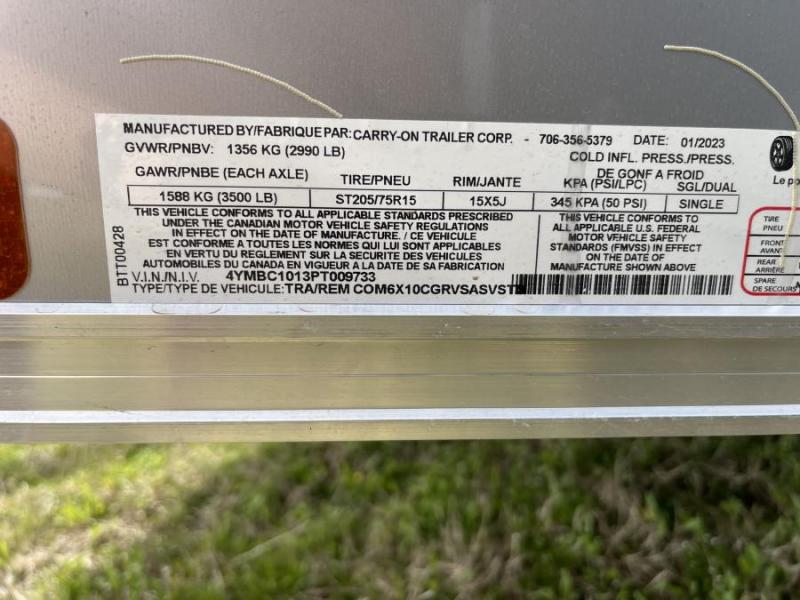 MANUFACTURED BY/FABRIQUE PAR: CARRY-ON TRAILER CORP. - 706-356-5379 DATE: 01/2023
GVWR/PNBV: 1356 KG (2990 LB)
COLD INFL. PRESS./PRESS.
DE GONF A FROID
GAWR/PNBE (EACH AXLE) TIRE/PNEU RIM/JANTE KPA (PSI/LPC) SGL/DUAL
1588 KG (3500 LB) ST205/75R15 15X5J 345 KPA (50 PSI) SINGLE
THIS VEHICLE CONFORMS TO ALL APPLICABLE STANDARDS PRESCRIBED
UNDER THE CANADIAN MOTOR VEHICLE SAFETY REGULATIONS
IN EFFECT ON THE DATE OF MANUFACTURE. / CE VEHICULE
EST CONFORME A TOUTES LES NORMES QUI LUI SONT APPLICABLES
EN VERTU DU REGLEMENT SUR LA SECURITE DES VEHICULES
AUTOMOBILES DU CANADA EN VIGUEUR A LA DATE DE SA FABRICATION
THIS VEHICLE CONFORMS TO
ALL APPLICABLE U.S. FEDERAL
MOTOR VEHICLE SAFETY
STANDARDS (FMVSS) IN EFFECT
ON THE DATE OF
MANUFACTURE SHOWN ABOVE
V.I.N./N.I.V. 4YMBC1013PT009733
TYPE/TYPE DE VEHICULE: TRA/REM COM6X10CGRVSASVST
BTT00428
Le
TIRE
PNEU
FRONT
AVANT
REAR
ARRIÈRE
SPARE
DE SECOURS